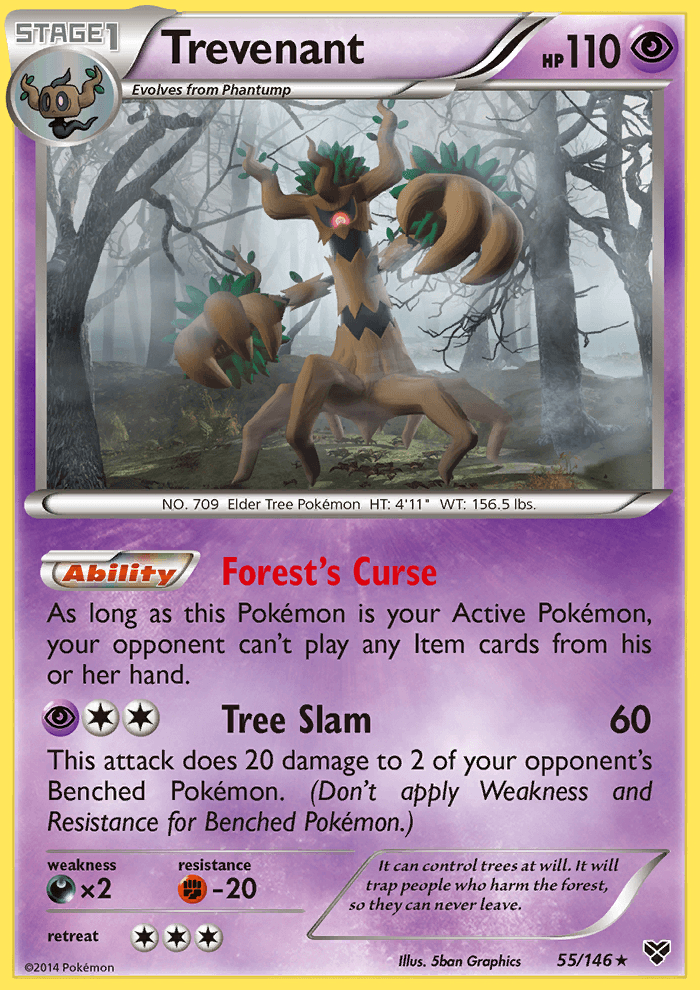 STAGE1
Trevenant
HP110
Evolves from Phantump
NO. 709 Elder Tree Pokémon HT: 4'11" WT: 156.5 lbs.
Ability Forest's Curse
As long as this Pokémon is your Active Pokémon,
your opponent can't play any Item cards from his
or her hand.
Tree Slam 60
This attack does 20 damage to 2 of your opponent's
Benched Pokémon. (Don't apply Weakness and
Resistance for Benched Pokémon.)
weakness
×2
resistance
-20
retreat
It can control trees at will. It will
trap people who harm the forest,
so they can never leave.
©2014 Pokémon
Illus. 5ban Graphics
55/146★